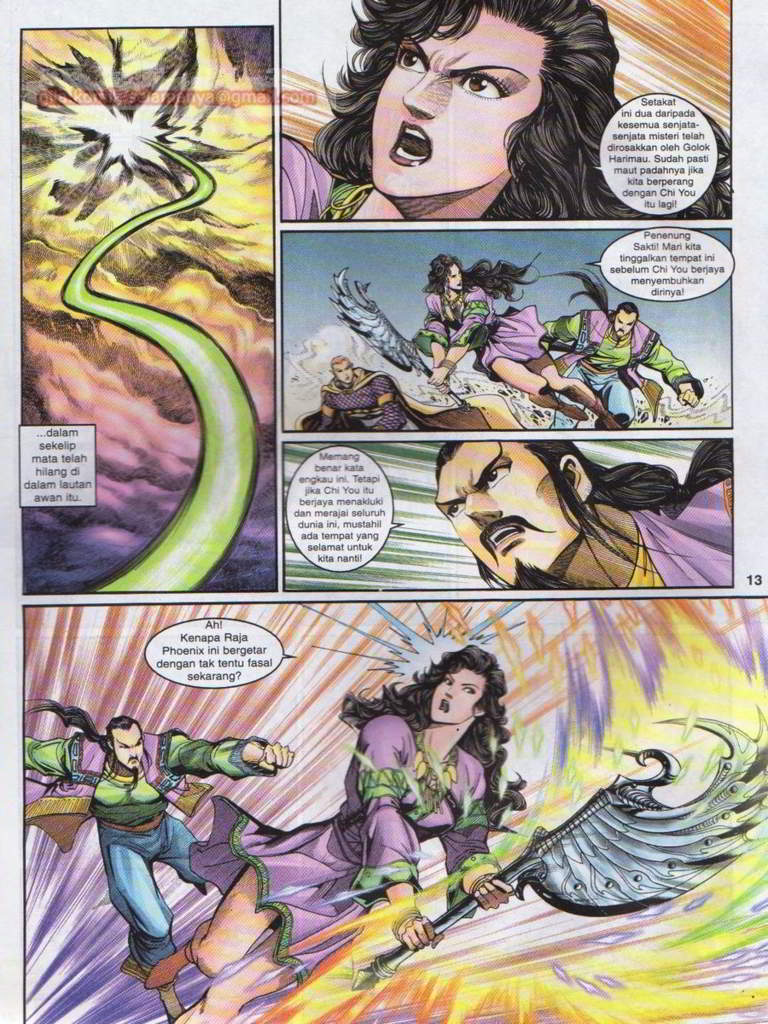 ...dalam
sekelip
mata telah
hilang di
dalam lautan
awan itu.
Setakat
ini dua daripada
kesemua senjata-
senjata misteri telah
dirosakkan oleh Golok
Harimau. Sudah pasti
maut padahnya jika
kita berperang
dengan Chi You
itu lagi!
Penenung
Sakti! Mari kita
tinggalkan tempat ini
sebelum Chi You berjaya
menyembuhkan
dirinya!
Memang
benar kata
engkau ini. Tetapi
jika Chi You itu
berjaya menakluki
dan merajai seluruh
dunia ini, mustahil
ada tempat yang
selamat untuk
kita nanti!
13
Ah!
Kenapa Raja
Phoenix ini bergetar
dengan tak tentu fasal
sekarang?